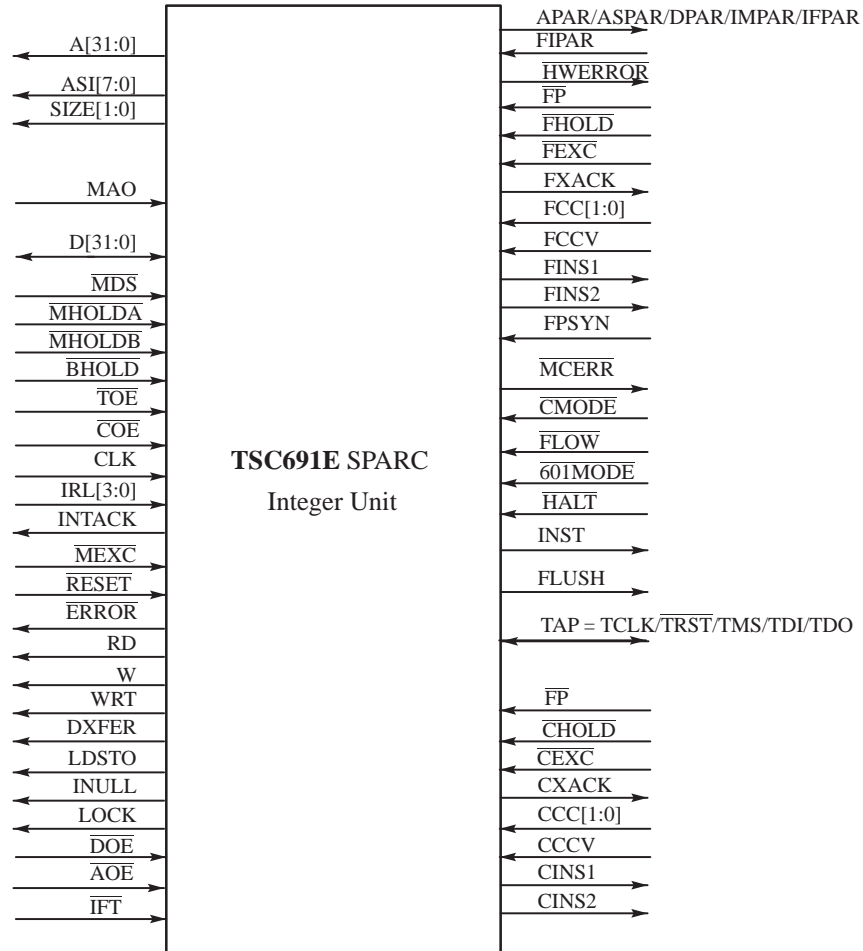 A[31:0]
ASI[7:0]
SIZE[1:0]
MAO
D[31:0]
MDS
MHOLDA
MHOLDB
BHOLD
TOE
COE
CLK
IRL[3:0]
INTACK
MEXC
RESET
ERROR
RD
W
WRT
DXFER
LDSTO
INULL
LOCK
DOE
AOE
IFT
TSC691E SPARC
Integer Unit
APAR/ASPAR/DPAR/IMPAR/IFPAR
FIPAR
HWERROR
FP
FHOLD
FEXC
FXACK
FCC[1:0]
FCCV
FINS1
FINS2
FPSYN
MCERR
CMODE
FLOW
601MODE
HALT
INST
FLUSH
TAP = TCLK/TRST/TMS/TDI/TDO
FP
CHOLD
CEXC
CXACK
CCC[1:0]
CCCV
CINS1
CINS2